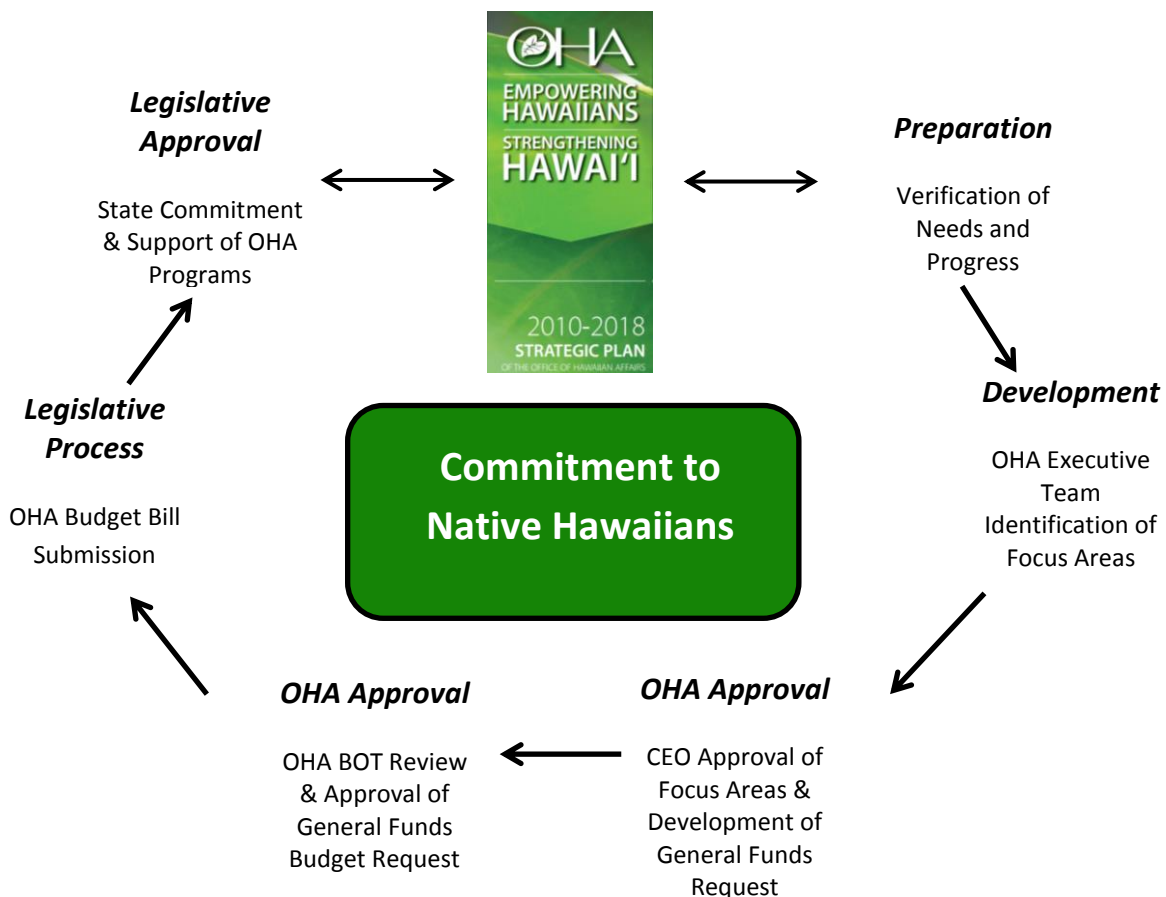 OHA
EMPOWERING
HAWAIIANS
STRENGTHENING
HAWAI‘I
2010-2018
STRATEGIC PLAN
OF THE OFFICE OF HAWAIIAN AFFAIRS
Legislative
Approval
State Commitment
& Support of OHA
Programs
Preparation
Verification of
Needs and
Progress
Development
OHA Executive
Team
Identification of
Focus Areas
Legislative
Process
OHA Budget Bill
Submission
Commitment to
Native Hawaiians
OHA Approval
OHA BOT Review
& Approval of
General Funds
Budget Request
OHA Approval
CEO Approval of
Focus Areas &
Development of
General Funds
Request